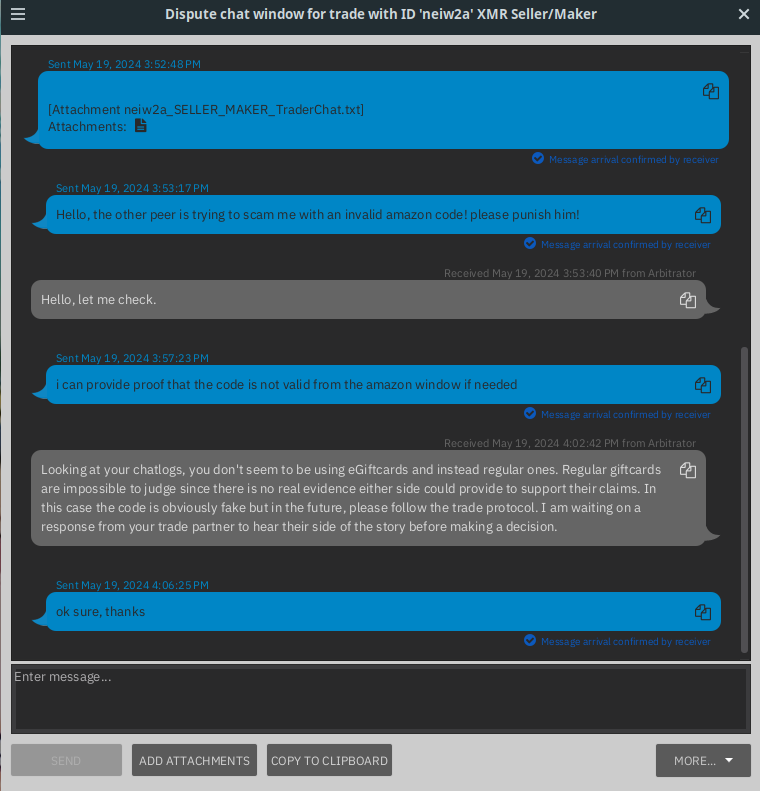 Dispute chat window for trade with ID 'neiw2a' XMR Seller/Maker
Sent May 19, 2024 3:52:48 PM
[Attachment neiw2a_SELLER_MAKER_TraderChat.txt]
Attachments:
Message arrival confirmed by receiver
Sent May 19, 2024 3:53:17 PM
Hello, the other peer is trying to scam me with an invalid amazon code! please punish him!
Message arrival confirmed by receiver
Received May 19, 2024 3:53:40 PM from Arbitrator
Hello, let me check.
Sent May 19, 2024 3:57:23 PM
i can provide proof that the code is not valid from the amazon window if needed
Message arrival confirmed by receiver
Received May 19, 2024 4:02:42 PM from Arbitrator
Looking at your chatlogs, you don't seem to be using eGiftcards and instead regular ones. Regular giftcards
are impossible to judge since there is no real evidence either side could provide to support their claims. In
this case the code is obviously fake but in the future, please follow the trade protocol. I am waiting on a
response from your trade partner to hear their side of the story before making a decision.
Sent May 19, 2024 4:06:25 PM
ok sure, thanks
Message arrival confirmed by receiver
Enter message...
SEND
ADD ATTACHMENTS
COPY TO CLIPBOARD
MORE...